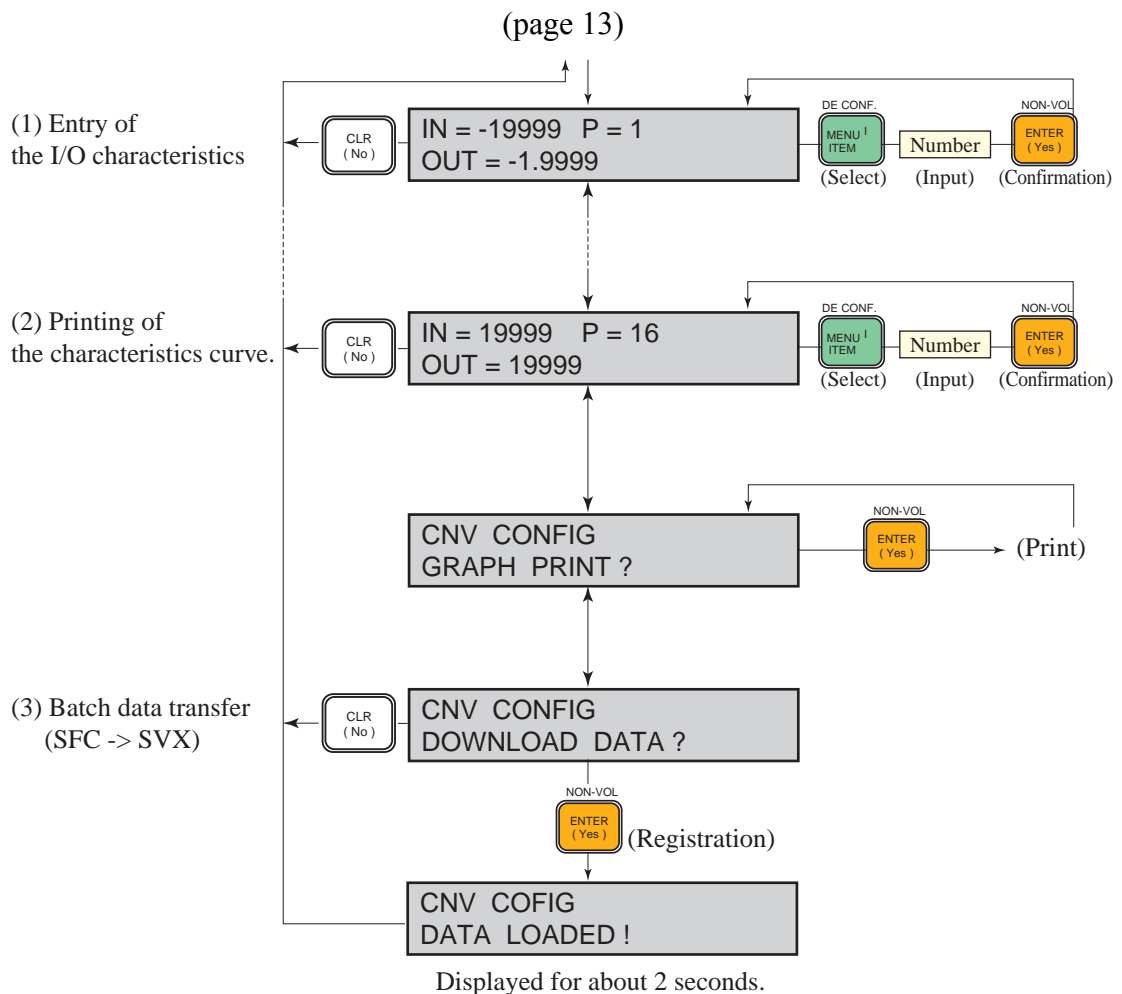 (page 13)
(1) Entry of
the I/O characteristics
CLR
( No )
IN = -19999 P = 1
OUT = -1.9999
DE CONF.
MENU I
ITEM
(Select)
Number
(Input)
NON-VOL
ENTER
( Yes )
(Confirmation)
(2) Printing of
the characteristics curve.
CLR
( No )
IN = 19999 P = 16
OUT = 19999
DE CONF.
MENU I
ITEM
(Select)
Number
(Input)
NON-VOL
ENTER
( Yes )
(Confirmation)
CNV CONFIG
GRAPH PRINT ?
NON-VOL
ENTER
( Yes )
(Print)
(3) Batch data transfer
(SFC -> SVX)
CLR
( No )
CNV CONFIG
DOWNLOAD DATA ?
NON-VOL
ENTER
( Yes )
(Registration)
CNV COFIG
DATA LOADED !
Displayed for about 2 seconds.